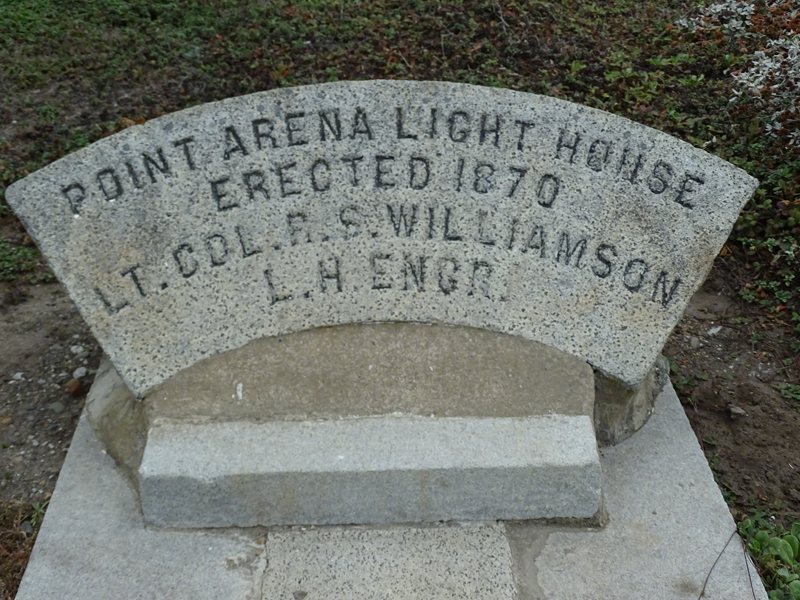 POINT ARENA LIGHT HOUSE
ERECTED 1870
LT. COL. R. S. WILLIAMSON
L. H. ENGR.